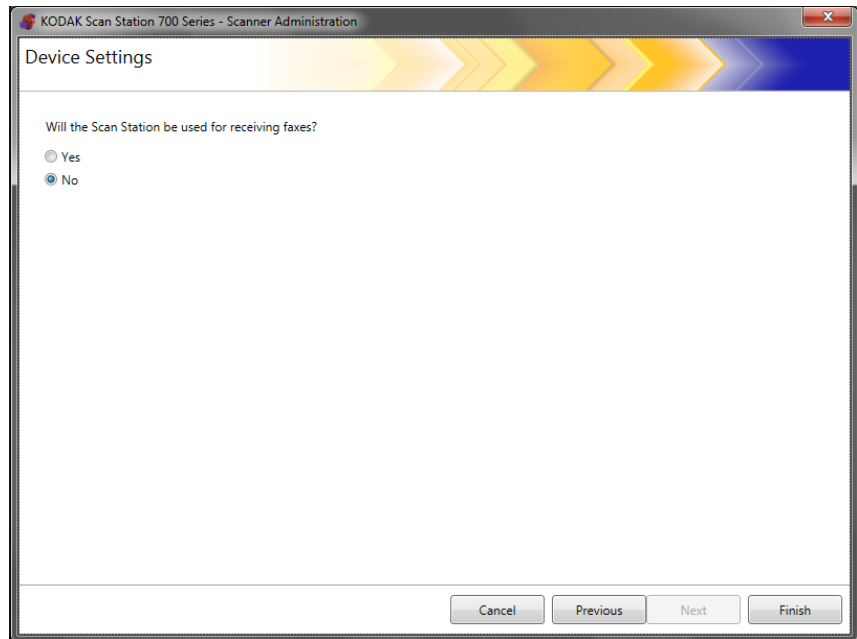 KODAK Scan Station 700 Series - Scanner Administration
Device Settings
Will the Scan Station be used for receiving faxes?
Yes
No
Cancel Previous Next Finish